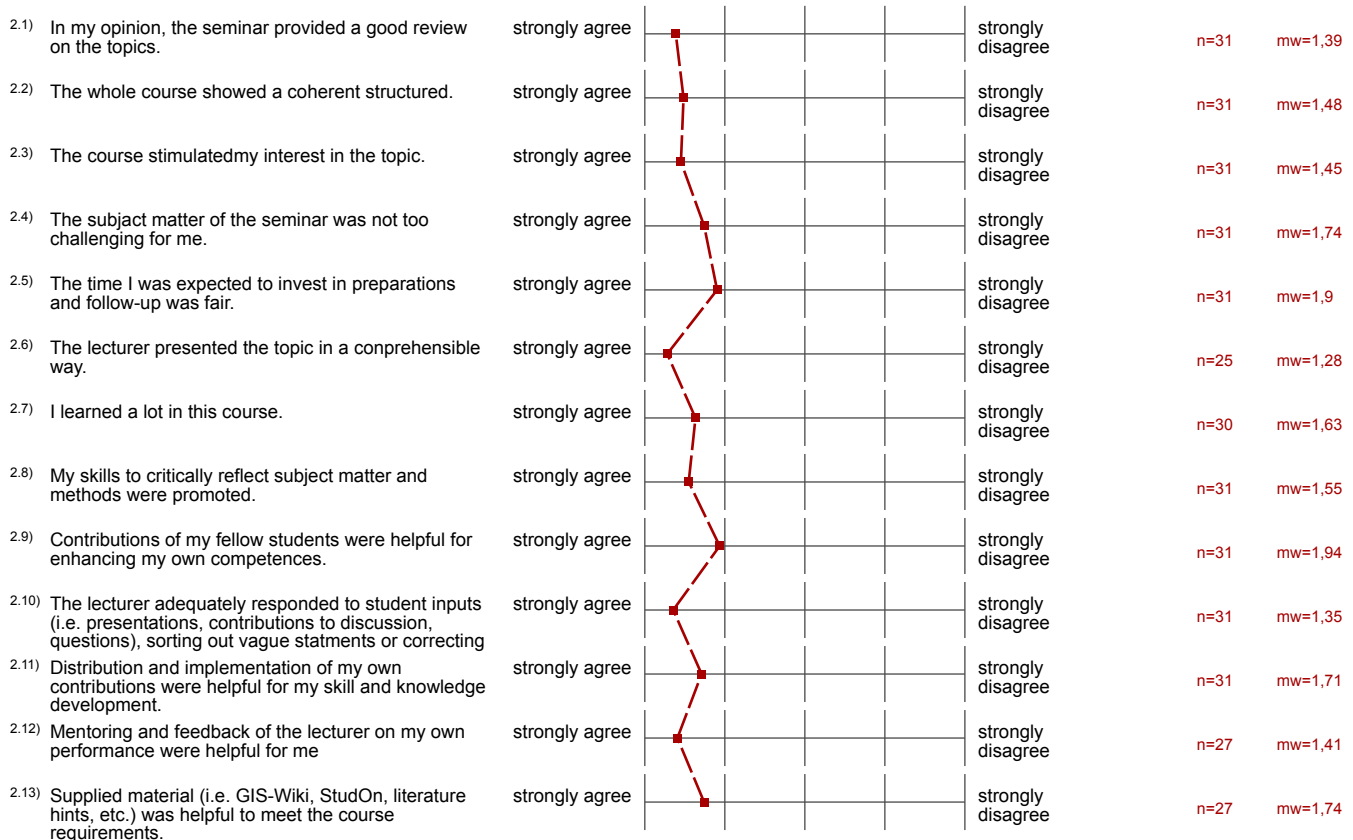 2.1) In my opinion, the seminar provided a good review strongly agree strongly
on the topics. disagree n=31 mw=1,39
2.2) The whole course showed a coherent structured. strongly agree strongly
disagree n=31 mw=1,48
2.3) The course stimulatedmy interest in the topic. strongly agree strongly
disagree n=31 mw=1,45
2.4) The subjact matter of the seminar was not too strongly agree strongly
challenging for me. disagree n=31 mw=1,74
2.5) The time I was expected to invest in preparations strongly agree strongly
and follow-up was fair. disagree n=31 mw=1,9
2.6) The lecturer presented the topic in a conprehensible strongly agree strongly
way. disagree n=25 mw=1,28
2.7) I learned a lot in this course. strongly agree strongly
disagree n=30 mw=1,63
2.8) My skills to critically reflect subject matter and strongly agree strongly
methods were promoted. disagree n=31 mw=1,55
2.9) Contributions of my fellow students were helpful for strongly agree strongly
enhancing my own competences. disagree n=31 mw=1,94
2.10) The lecturer adequately responded to student inputs strongly agree strongly
(i.e. presentations, contributions to discussion, disagree n=31 mw=1,35
questions), sorting out vague statments or correcting
2.11) Distribution and implementation of my own strongly agree strongly
contributions were helpful for my skill and knowledge disagree n=31 mw=1,71
development.
2.12) Mentoring and feedback of the lecturer on my own strongly agree strongly
performance were helpful for me disagree n=27 mw=1,41
2.13) Supplied material (i.e. GIS-Wiki, StudOn, literature strongly agree strongly
hints, etc.) was helpful to meet the course disagree n=27 mw=1,74
requirements.